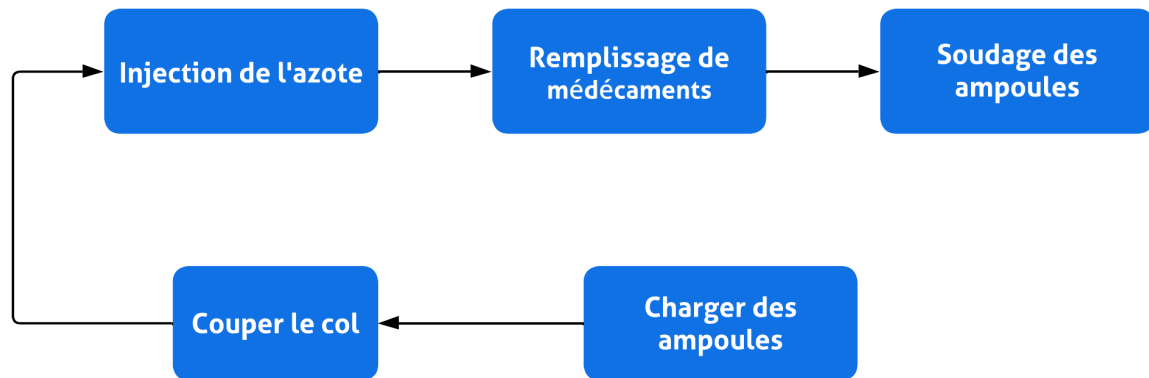 Injection de l'azote
Remplissage de
médécaments
Soudage des
ampoules
Couper le col
Charger des
ampoules